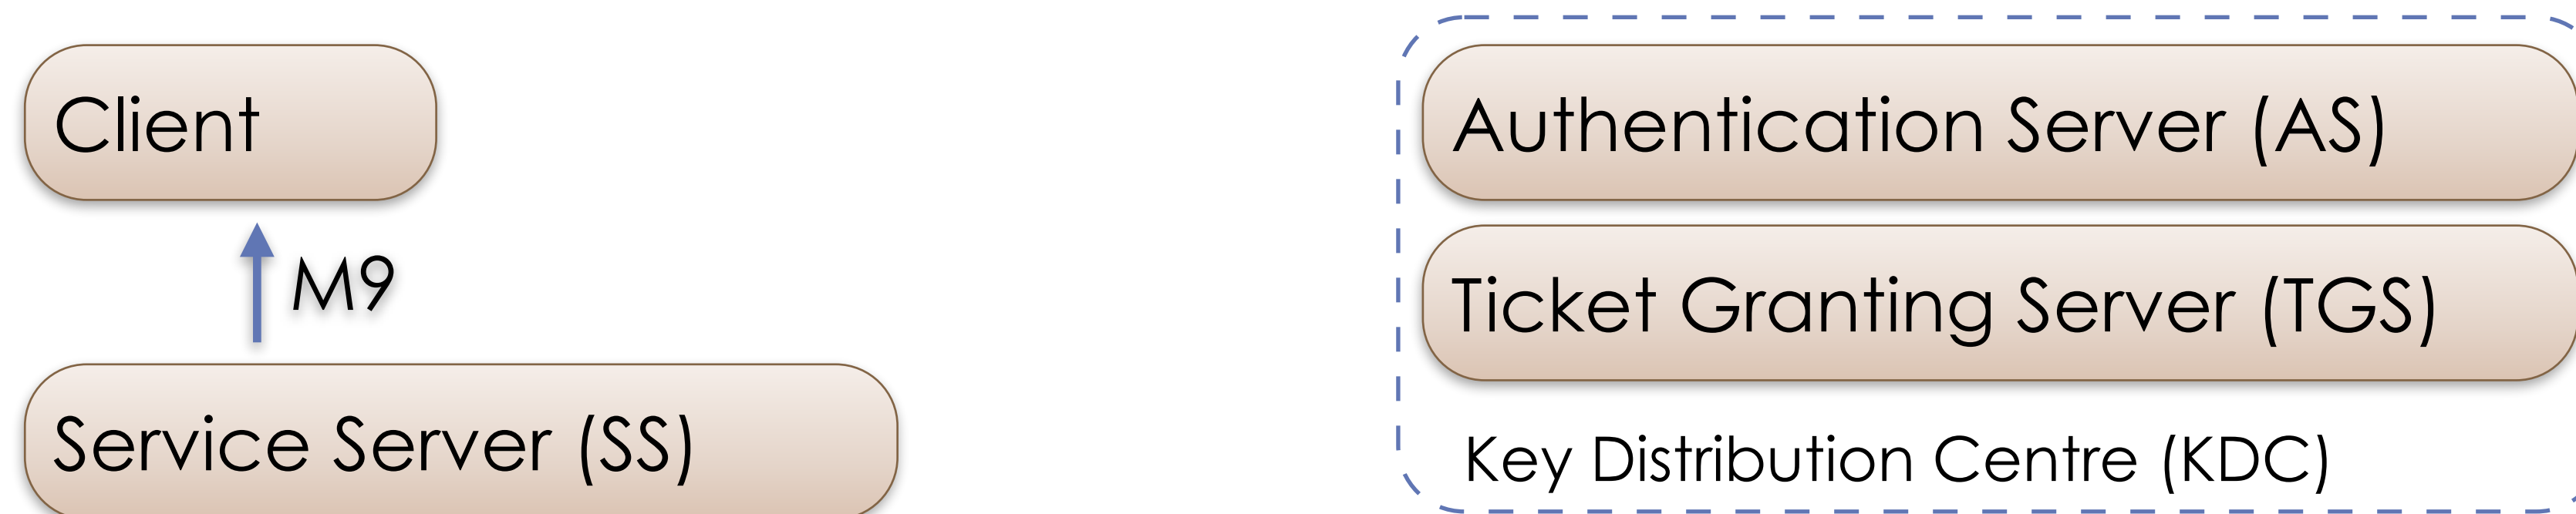 Client
M9
Service Server (SS)
Authentication Server (AS)
Ticket Granting Server (TGS)
Key Distribution Centre (KDC)